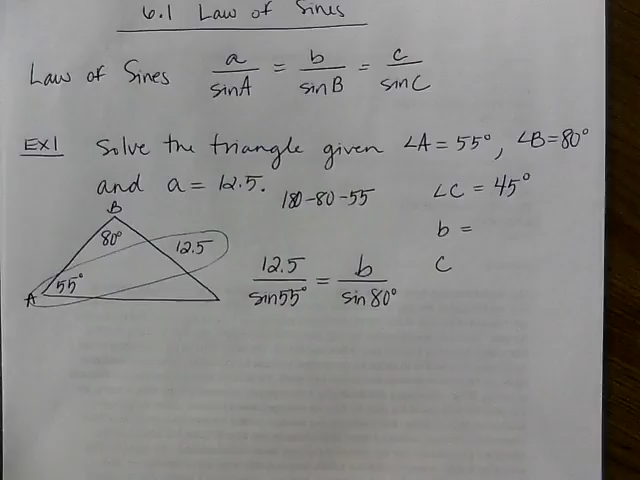 6.1 Law of Sines
Law of Sines a/sinA = b/sinB = c/sinC
EX1 Solve the triangle given ∠A = 55°, ∠B = 80°
and a = 12.5. 180-80-55 ∠C = 45°
B
80° 12.5 b =
A 55° 12.5/sin55° = b/sin80° C